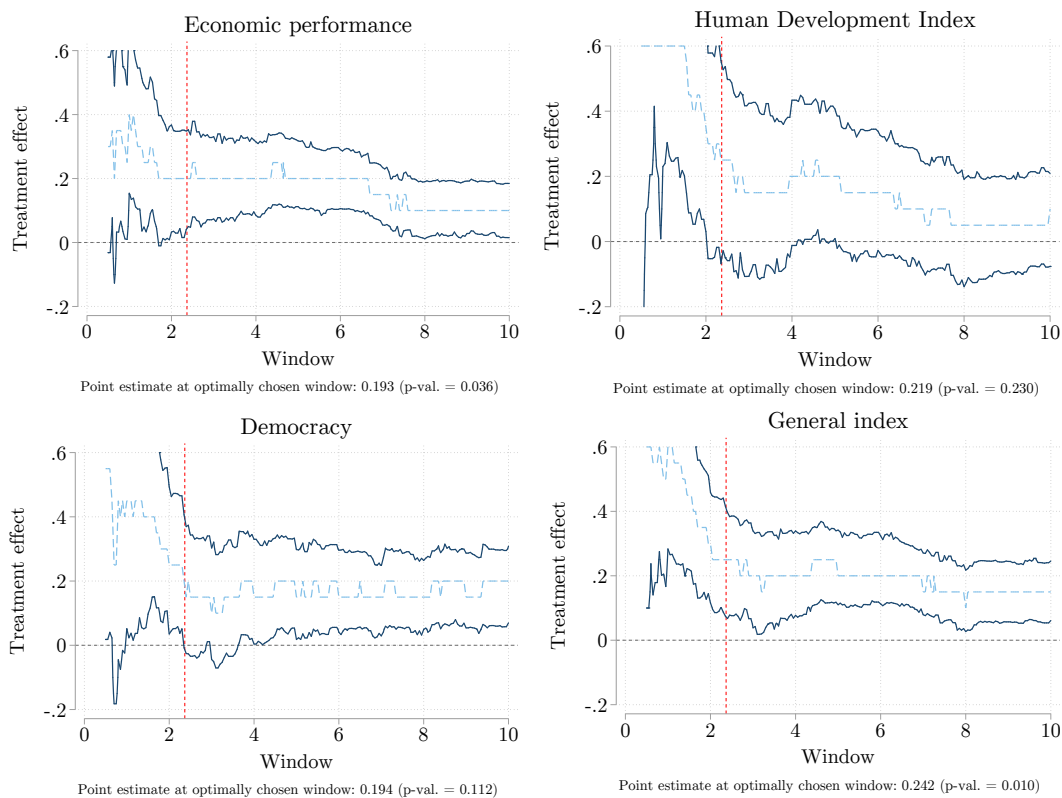 Economic performance
Treatment effect
.6
.4
.2
0
-.2
0 2 4 6 8 10
Window
Point estimate at optimally chosen window: 0.193 (p-val. = 0.036)
Human Development Index
Treatment effect
.6
.4
.2
0
-.2
0 2 4 6 8 10
Window
Point estimate at optimally chosen window: 0.219 (p-val. = 0.230)
Democracy
Treatment effect
.6
.4
.2
0
-.2
0 2 4 6 8 10
Window
Point estimate at optimally chosen window: 0.194 (p-val. = 0.112)
General index
Treatment effect
.6
.4
.2
0
-.2
0 2 4 6 8 10
Window
Point estimate at optimally chosen window: 0.242 (p-val. = 0.010)